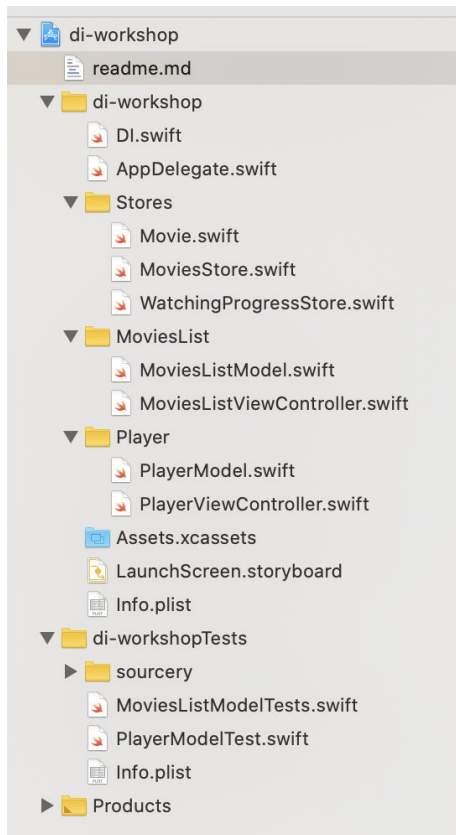 di-workshop
readme.md
di-workshop
DI.swift
AppDelegate.swift
Stores
Movie.swift
MoviesStore.swift
WatchingProgressStore.swift
MoviesList
MoviesListModel.swift
MoviesListViewController.swift
Player
PlayerModel.swift
PlayerViewController.swift
Assets.xcassets
LaunchScreen.storyboard
Info.plist
di-workshopTests
sourcery
MoviesListModelTests.swift
PlayerModelTest.swift
Info.plist
Products